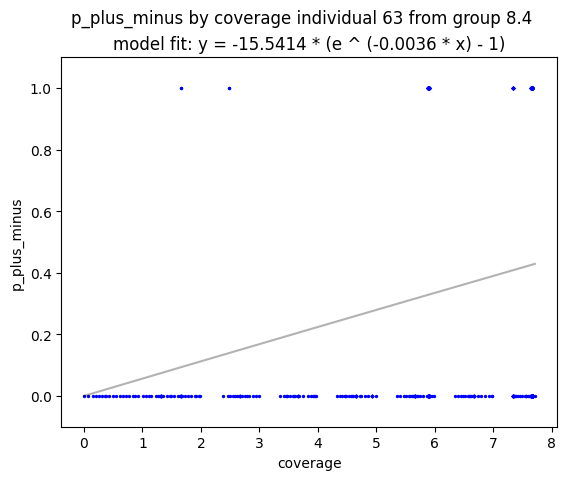 p_plus_minus by coverage individual 63 from group 8.4
model fit: y = -15.5414 * (e ^ (-0.0036 * x) - 1)
1.0
0.8
0.6
0.4
0.2
0.0
p_plus_minus
0 1 2 3 4 5 6 7 8
coverage